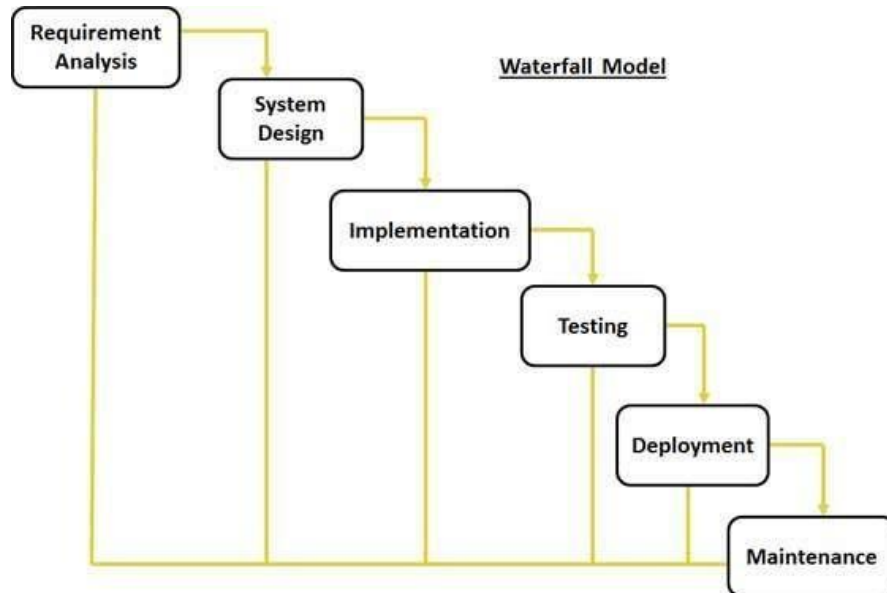 Requirement
Analysis
Waterfall Model
System
Design
Implementation
Testing
Deployment
Maintenance